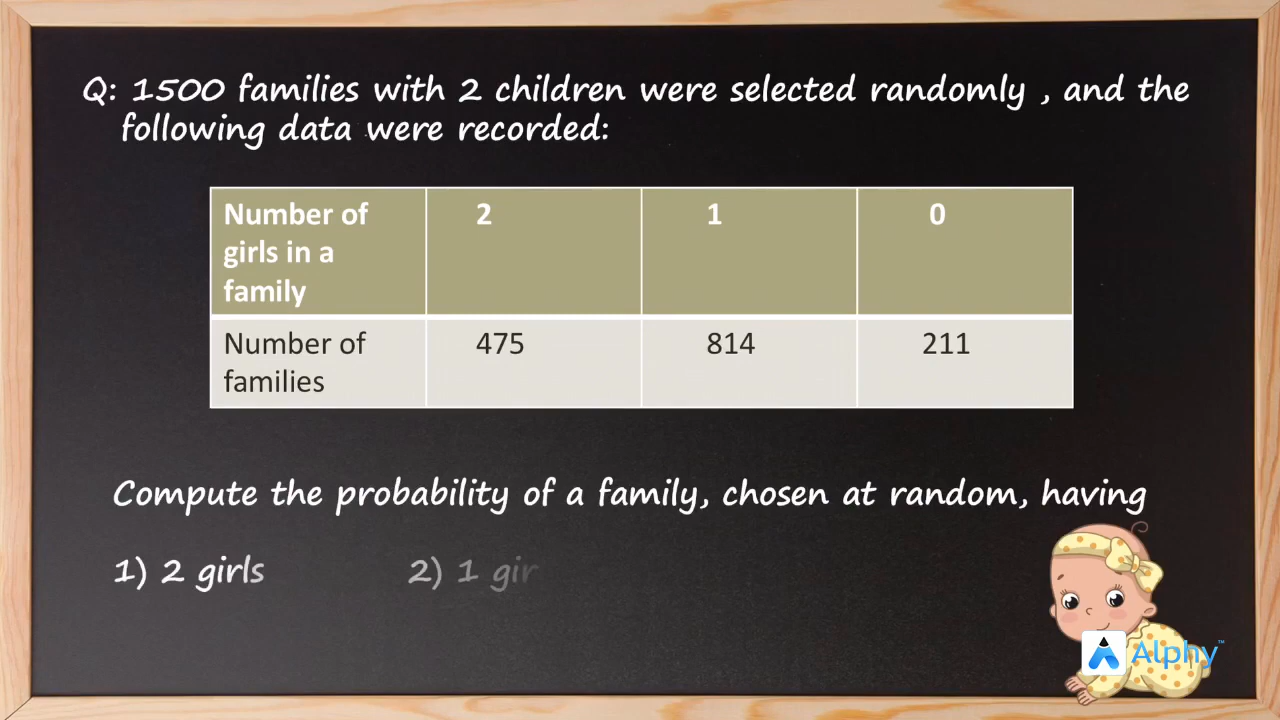 Q: 1500 families with 2 children were selected randomly , and the
following data were recorded:
Number of girls in a family 2 1 0
Number of families 475 814 211
Compute the probability of a family, chosen at random, having
1) 2 girls 2) 1 gir
Alphy™